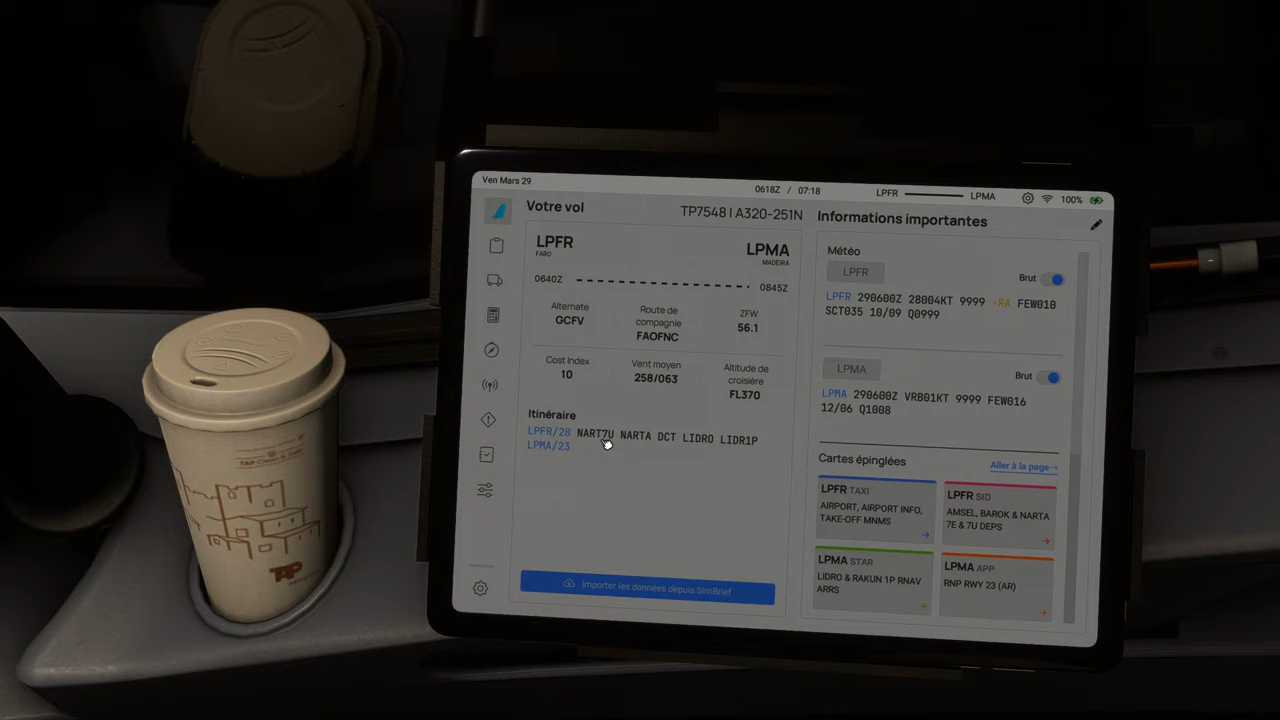 Ven Mars 29
0618Z / 07:18
LPFR
LPMA
100%
Votre vol
TP7548 | A320-251N
LPFR
FARO
LPMA
MADEIRA
0640Z
0845Z
Alternate
GCFV
Route de
compagnie
FAOFNC
ZFW
56.1
Cost Index
10
Vent moyen
258/063
Altitude de
croisière
FL370
Itinéraire
LPFR/28 NART7U NARTA DCT LIDRO LIDR1P
LPMA/23
Importer les données depuis SimBrief
Informations importantes
Météo
LPFR
Brut
LPFR 290600Z 28004KT 9999 -RA FEW010
SCT035 10/09 Q0999
LPMA
Brut
LPMA 290600Z VRB01KT 9999 FEW016
12/06 Q1008
Cartes épinglées
Aller à la page
LPFR TAXI
AIRPORT, AIRPORT INFO,
TAKE-OFF MNMS
LPFR SID
AMSEL, BAROK & NARTA
7E & 7U DEPS
LPMA STAR
LIDRO & RAKUN 1P RNAV
ARRS
LPMA APP
RNP RWY 23 (AR)
TAP